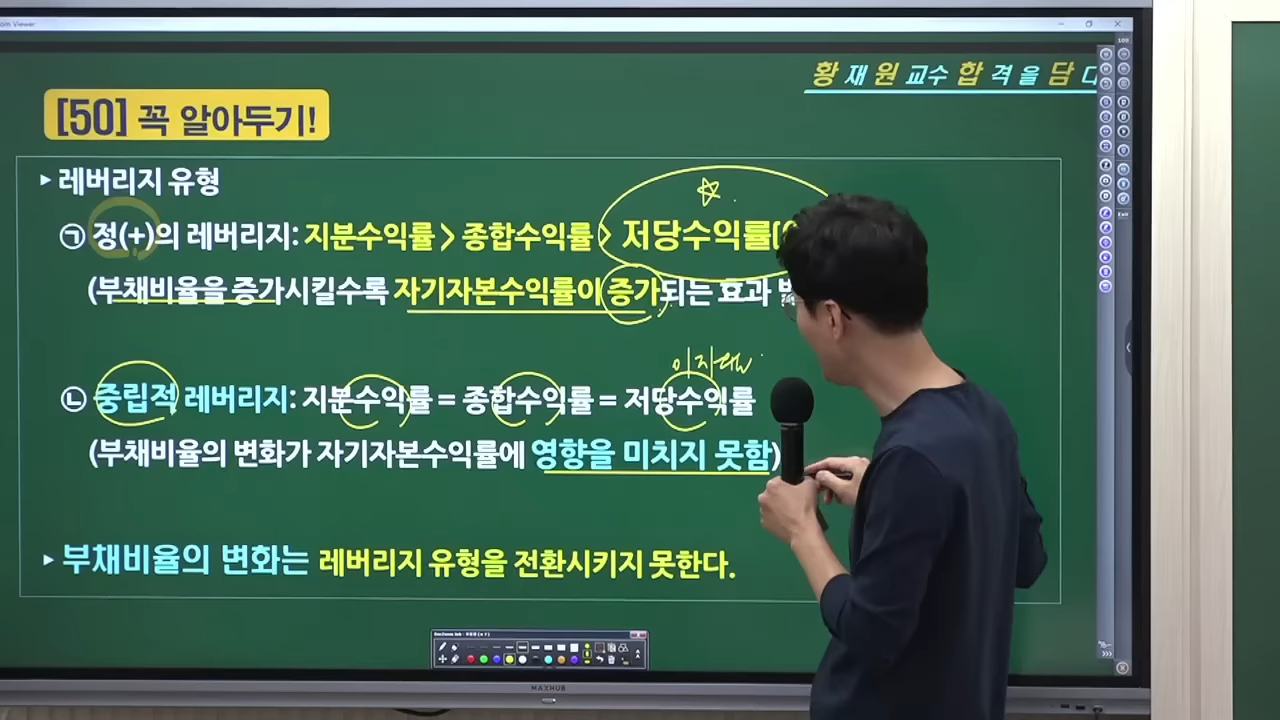 황재원 교수 합격을 담다
[50] 꼭 알아두기!
▸ 레버리지 유형
㉠ 정(+)의 레버리지: 지분수익률 > 종합수익률 > 저당수익률
(부채비율을 증가시킬수록 자기자본수익률이 증가되는 효과
이자율
㉡ 중립적 레버리지: 지분수익률 = 종합수익률 = 저당수익률
(부채비율의 변화가 자기자본수익률에 영향을 미치지 못함)
▸ 부채비율의 변화는 레버리지 유형을 전환시키지 못한다.
MAXHUB